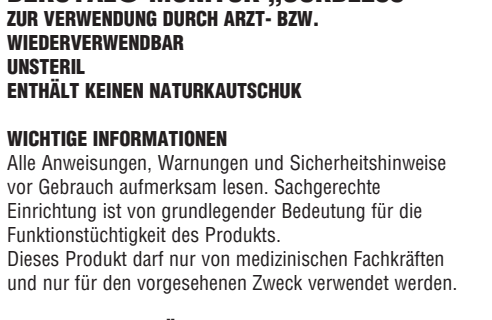 ZUR VERWENDUNG DURCH ARZT- BZW.
WIEDERVERWENDBAR
UNSTERIL
ENTHÄLT KEINEN NATURKAUTSCHUK
WICHTIGE INFORMATIONEN
Alle Anweisungen, Warnungen und Sicherheitshinweise
vor Gebrauch aufmerksam lesen. Sachgerechte
Einrichtung ist von grundlegender Bedeutung für die
Funktionstüchtigkeit des Produkts.
Dieses Produkt darf nur von medizinischen Fachkräften
und nur für den vorgesehenen Zweck verwendet werden.